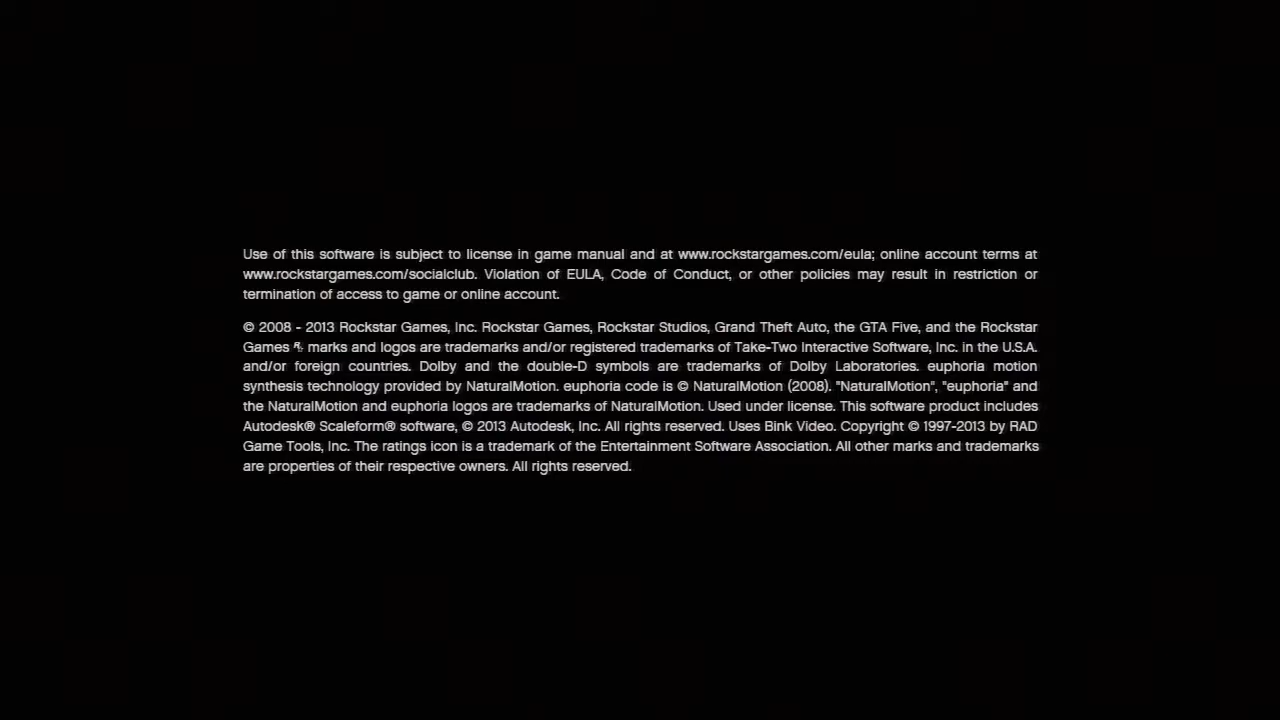 Use of this software is subject to license in game manual and at www.rockstargames.com/eula; online account terms at
www.rockstargames.com/socialclub. Violation of EULA, Code of Conduct, or other policies may result in restriction or
termination of access to game or online account.
© 2008 - 2013 Rockstar Games, Inc. Rockstar Games, Rockstar Studios, Grand Theft Auto, the GTA Five, and the Rockstar
Games R* marks and logos are trademarks and/or registered trademarks of Take-Two Interactive Software, Inc. in the U.S.A.
and/or foreign countries. Dolby and the double-D symbols are trademarks of Dolby Laboratories. euphoria motion
synthesis technology provided by NaturalMotion. euphoria code is © NaturalMotion (2008). "NaturalMotion", "euphoria" and
the NaturalMotion and euphoria logos are trademarks of NaturalMotion. Used under license. This software product includes
Autodesk® Scaleform® software, © 2013 Autodesk, Inc. All rights reserved. Uses Bink Video. Copyright © 1997-2013 by RAD
Game Tools, Inc. The ratings icon is a trademark of the Entertainment Software Association. All other marks and trademarks
are properties of their respective owners. All rights reserved.